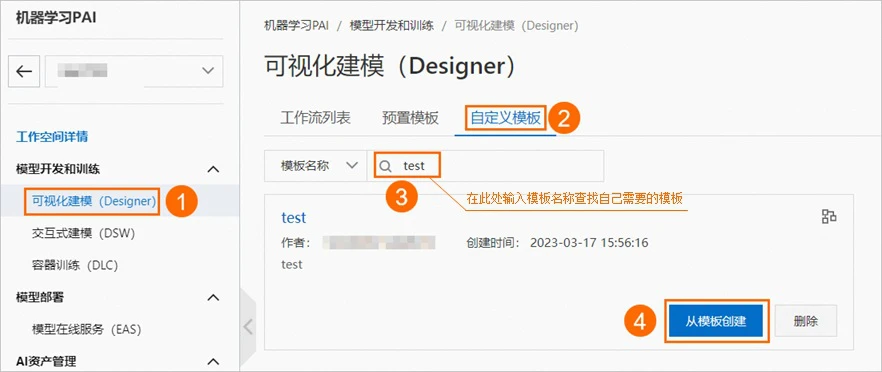 机器学习PAI
工作空间详情
模型开发和训练
可视化建模（Designer）
1
交互式建模（DSW）
容器训练（DLC）
模型部署
模型在线服务（EAS）
AI资产管理
机器学习PAI / 模型开发和训练 / 可视化建模（Designer）
可视化建模（Designer）
工作流列表 预置模板 自定义模板 2
模板名称 test
3
在此处输入模板名称查找自己需要的模板
test
作者： 创建时间： 2023-03-17 15:56:16
test
4 从模板创建 删除